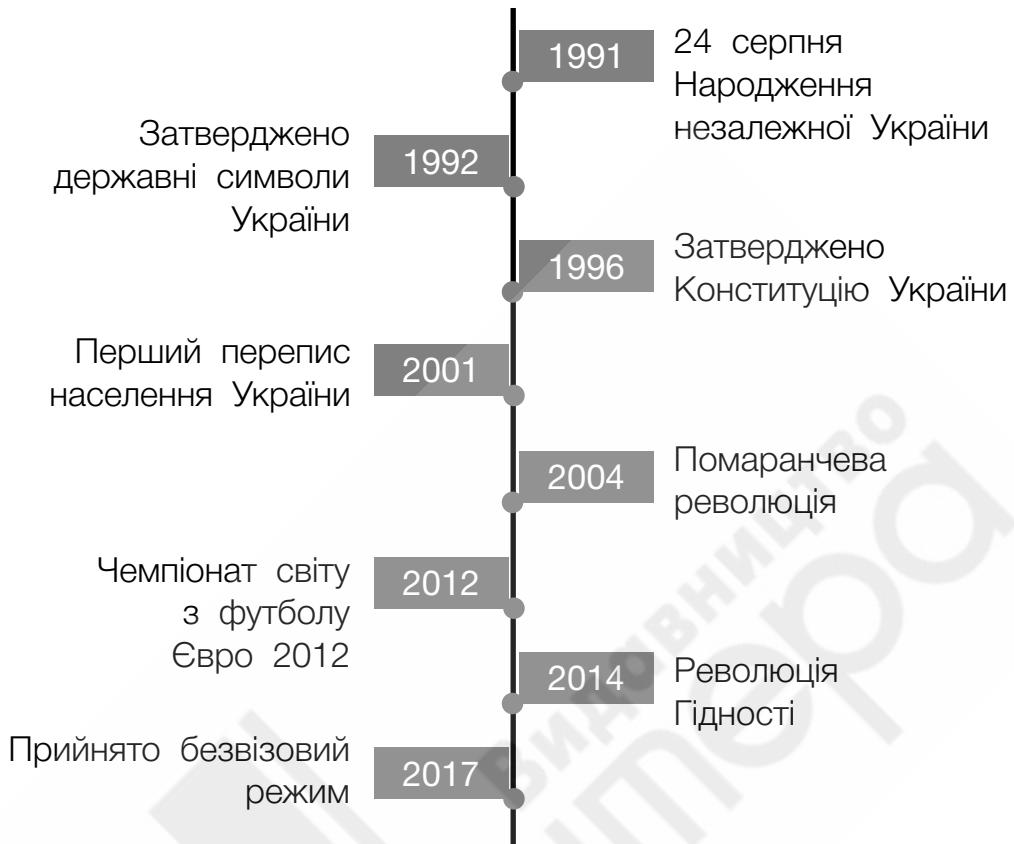 1991
24 серпня
Народження
незалежної України
Затверджено
державні символи
України
1992
1996
Затверджено
Конституцію України
Перший перепис
населення України
2001
2004
Помаранчева
революція
Чемпіонат світу
з футболу
Євро 2012
2012
2014
Революція
Гідності
Прийнято безвізовий
режим
2017
Видавництво